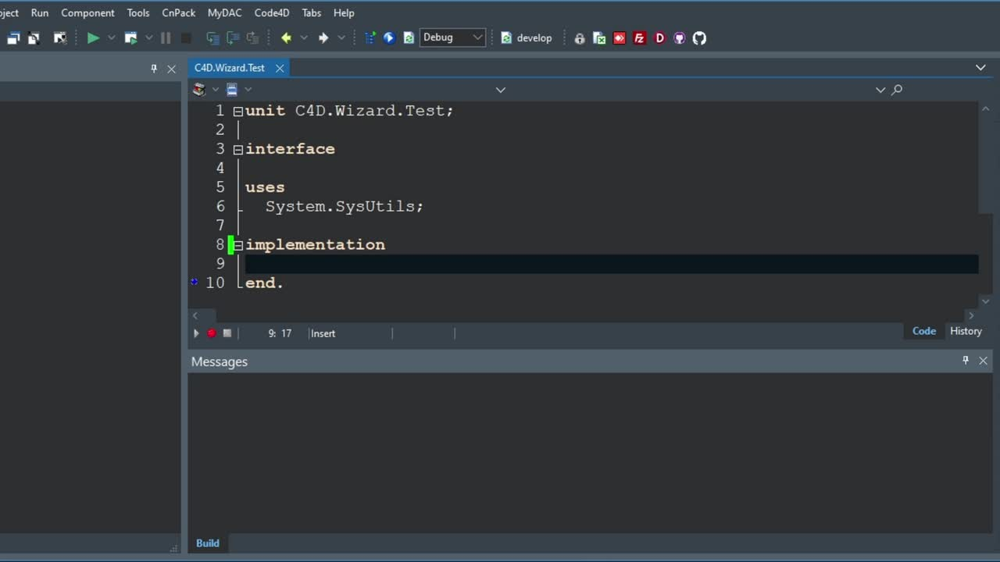 ject Run Component Tools CnPack MyDAC Code4D Tabs Help
Debug develop
C4D.Wizard.Test
1 unit C4D.Wizard.Test;
2
3 interface
4
5 uses
6 System.SysUtils;
7
8 implementation
9
10 end.
9: 17 Insert
Code History
Messages
Build